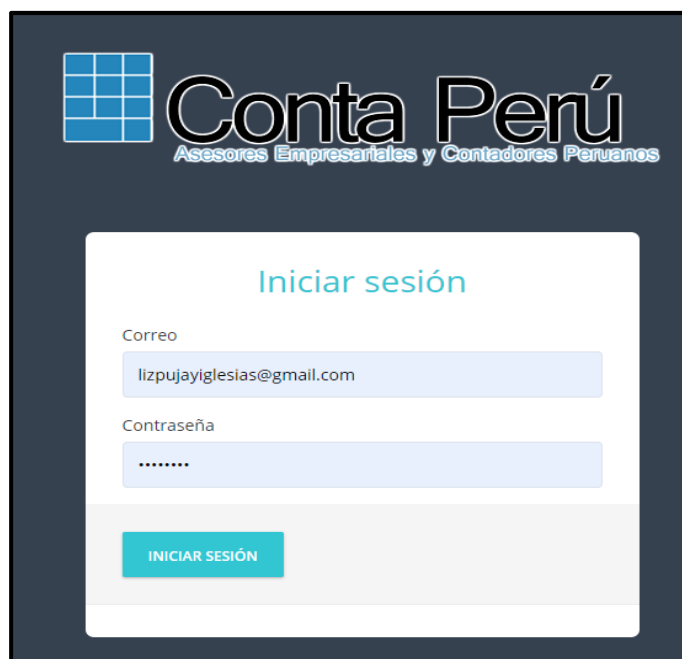 Conta Perú
Asesores Empresariales y Contadores Peruanos
Iniciar sesión
Correo
lizpujayiglesias@gmail.com
Contraseña
••••••••
INICIAR SESIÓN